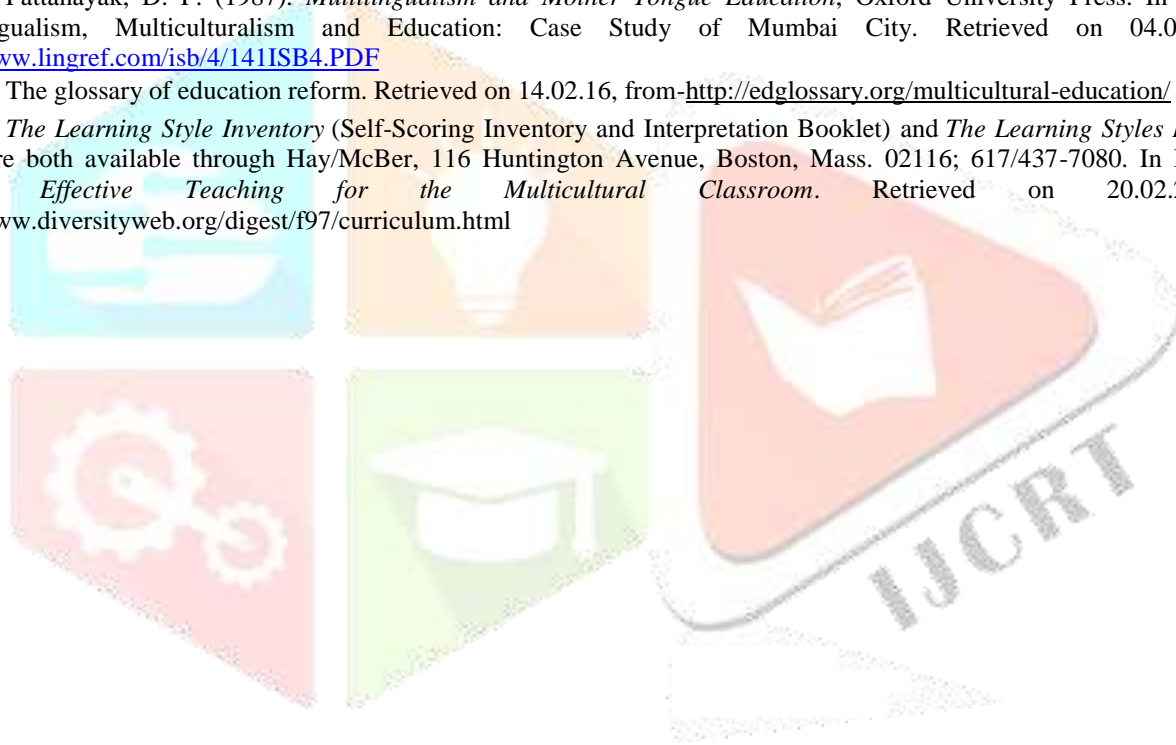 Pattanayak, D. P. (1987). Multilingualism and Mother Tongue Education, Oxford University Press. In
gualism, Multiculturalism and Education: Case Study of Mumbai City. Retrieved on 04.0
ww.lingref.com/isb/4/141ISB4.PDF
The glossary of education reform. Retrieved on 14.02.16, from-http://edglossary.org/multicultural-education/
The Learning Style Inventory (Self-Scoring Inventory and Interpretation Booklet) and The Learning Styles
re both available through Hay/McBer, 116 Huntington Avenue, Boston, Mass. 02116; 617/437-7080. In
Effective Teaching for the Multicultural Classroom. Retrieved on 20.02.
ww.diversityweb.org/digest/f97/curriculum.html
IJCRT